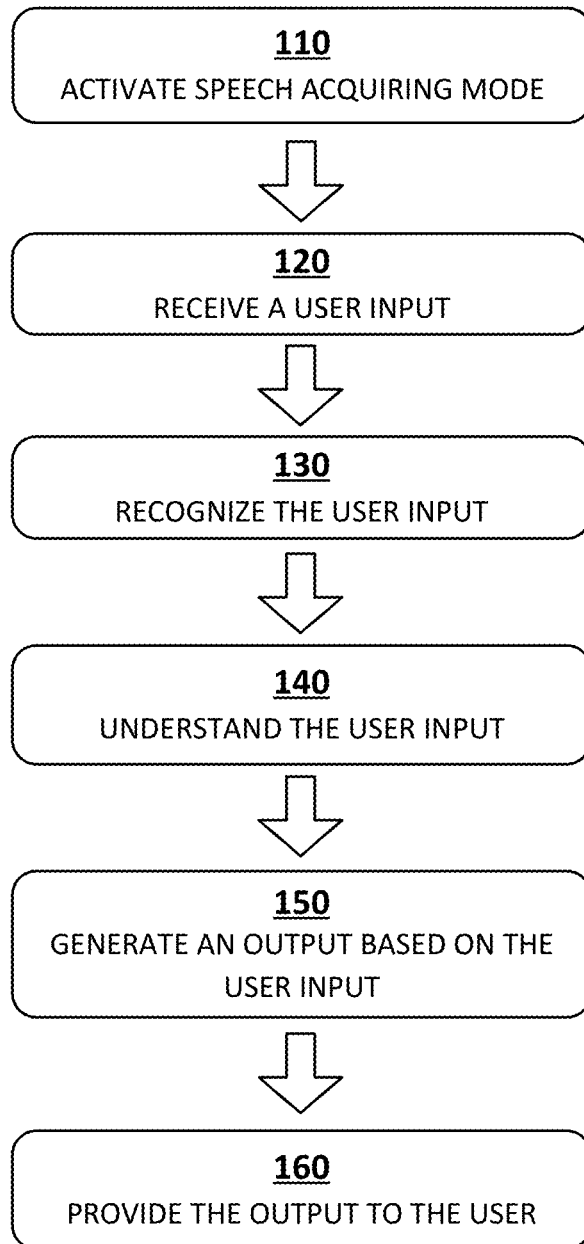 110
ACTIVATE SPEECH ACQUIRING MODE
120
RECEIVE A USER INPUT
130
RECOGNIZE THE USER INPUT
140
UNDERSTAND THE USER INPUT
150
GENERATE AN OUTPUT BASED ON THE
USER INPUT
160
PROVIDE THE OUTPUT TO THE USER